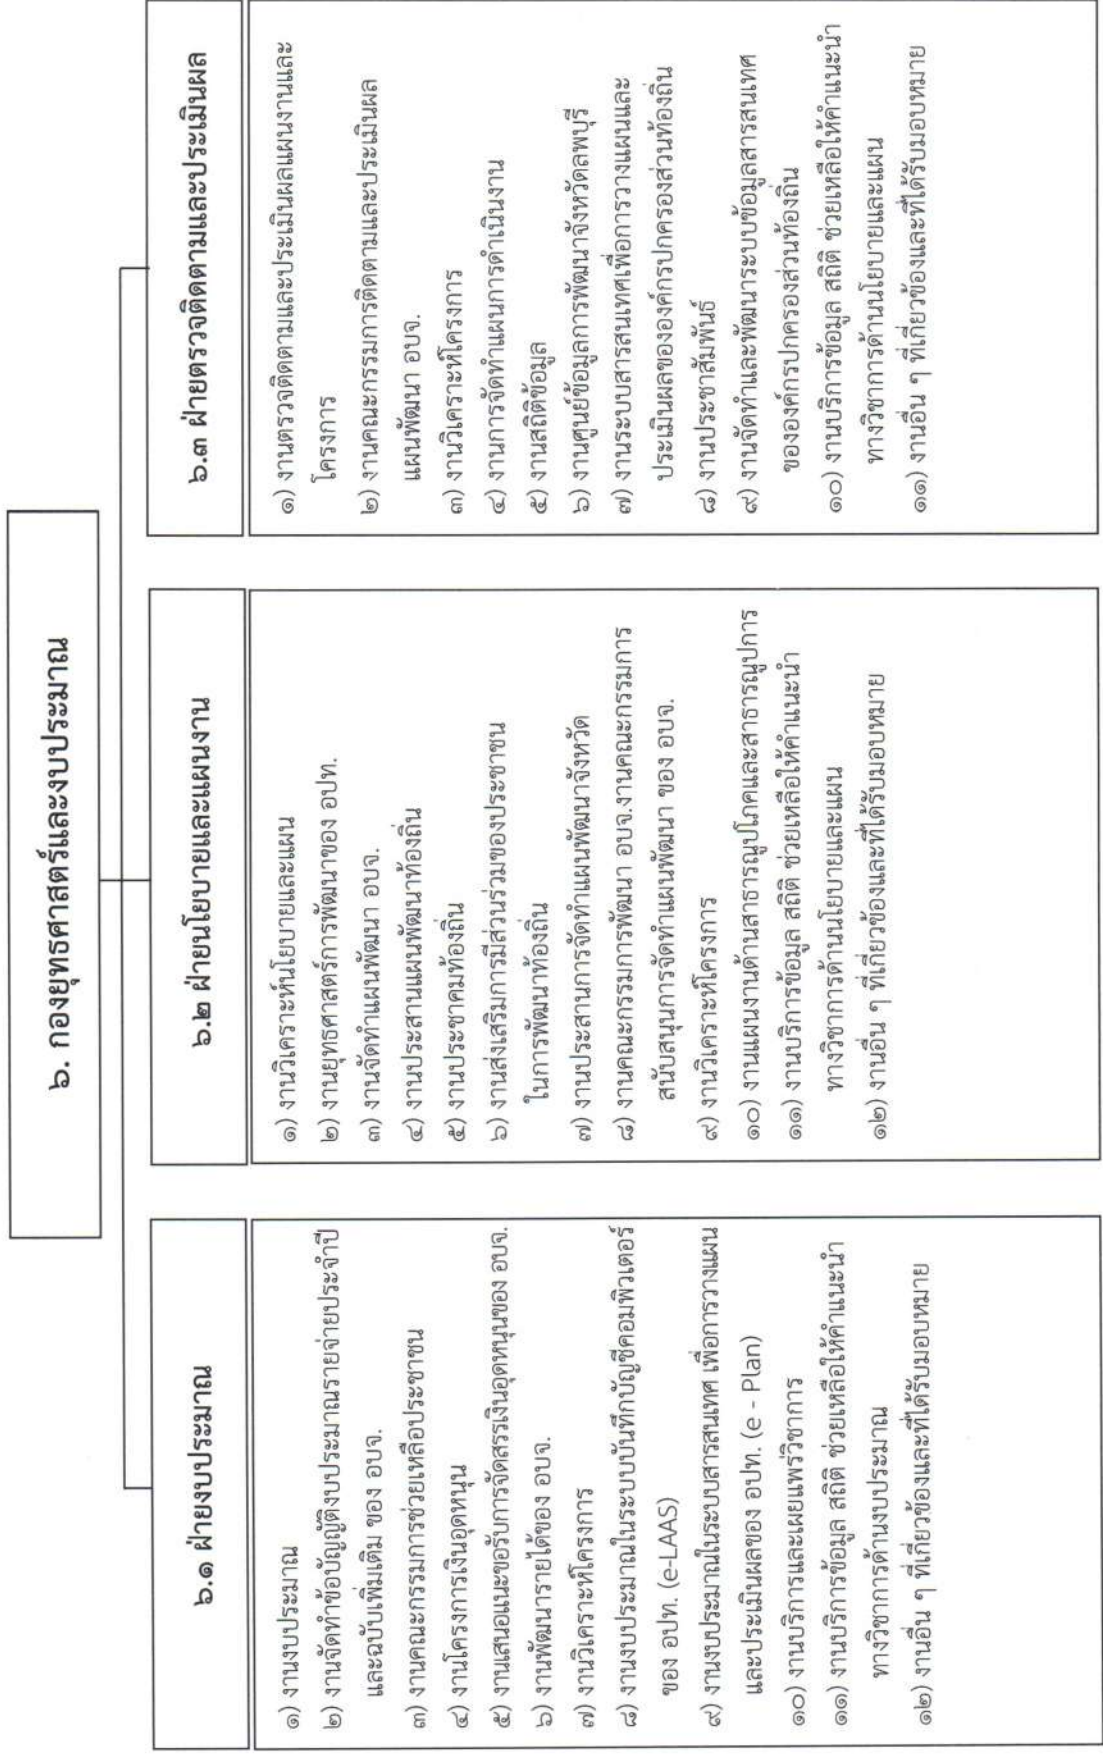 ๖. กองยุทธศาสตร์และงบประมาณ
๖.๑ ฝ่ายงบประมาณ
๑) งานงบประมาณ
๒) งานจัดทำข้อบัญญัติงบประมาณรายจ่ายประจำปี
และฉบับเพิ่มเติม ของ อบจ.
๓) งานคณะกรรมการช่วยเหลือประชาชน
๔) งานโครงการเงินอุดหนุน
๕) งานเสนอแนะขอรับการจัดสรรเงินอุดหนุนของ อบจ.
๖) งานพัฒนารายได้ของ อบจ.
๗) งานวิเคราะห์โครงการ
๘) งานงบประมาณในระบบบันทึกบัญชีคอมพิวเตอร์
ของ อปท. (e-LAAS)
๙) งานงบประมาณในระบบสารสนเทศ เพื่อการวางแผน
และประเมินผลของ อปท. (e - Plan)
๑๐) งานบริการและเผยแพร่วิชาการ
๑๑) งานบริการข้อมูล สถิติ ช่วยเหลือให้คำแนะนำ
ทางวิชาการด้านงบประมาณ
๑๒) งานอื่น ๆ ที่เกี่ยวข้องและที่ได้รับมอบหมาย
๖.๒ ฝ่ายนโยบายและแผนงาน
๑) งานวิเคราะห์นโยบายและแผน
๒) งานยุทธศาสตร์การพัฒนาของ อปท.
๓) งานจัดทำแผนพัฒนา อบจ.
๔) งานประสานแผนพัฒนาท้องถิ่น
๕) งานประชาคมท้องถิ่น
๖) งานส่งเสริมการมีส่วนร่วมของประชาชน
ในการพัฒนาท้องถิ่น
๗) งานประสานการจัดทำแผนพัฒนาจังหวัด
๘) งานคณะกรรมการพัฒนา อบจ.งานคณะกรรมการ
สนับสนุนการจัดทำแผนพัฒนา ของ อบจ.
๙) งานวิเคราะห์โครงการ
๑๐) งานแผนงานด้านสาธารณูปโภคและสาธารณูปการ
๑๑) งานบริการข้อมูล สถิติ ช่วยเหลือให้คำแนะนำ
ทางวิชาการด้านนโยบายและแผน
๑๒) งานอื่น ๆ ที่เกี่ยวข้องและที่ได้รับมอบหมาย
๖.๓ ฝ่ายตรวจติดตามและประเมินผล
๑) งานตรวจติดตามและประเมินผลแผนงานและ
โครงการ
๒) งานคณะกรรมการติดตามและประเมินผล
แผนพัฒนา อบจ.
๓) งานวิเคราะห์โครงการ
๔) งานการจัดทำแผนการดำเนินงาน
๕) งานสถิติข้อมูล
๖) งานศูนย์ข้อมูลการพัฒนาจังหวัดลพบุรี
๗) งานระบบสารสนเทศเพื่อการวางแผนและ
ประเมินผลขององค์กรปกครองส่วนท้องถิ่น
๘) งานประชาสัมพันธ์
๙) งานจัดทำและพัฒนาระบบข้อมูลสารสนเทศ
ขององค์กรปกครองส่วนท้องถิ่น
๑๐) งานบริการข้อมูล สถิติ ช่วยเหลือให้คำแนะนำ
ทางวิชาการด้านนโยบายและแผน
๑๑) งานอื่น ๆ ที่เกี่ยวข้องและที่ได้รับมอบหมาย